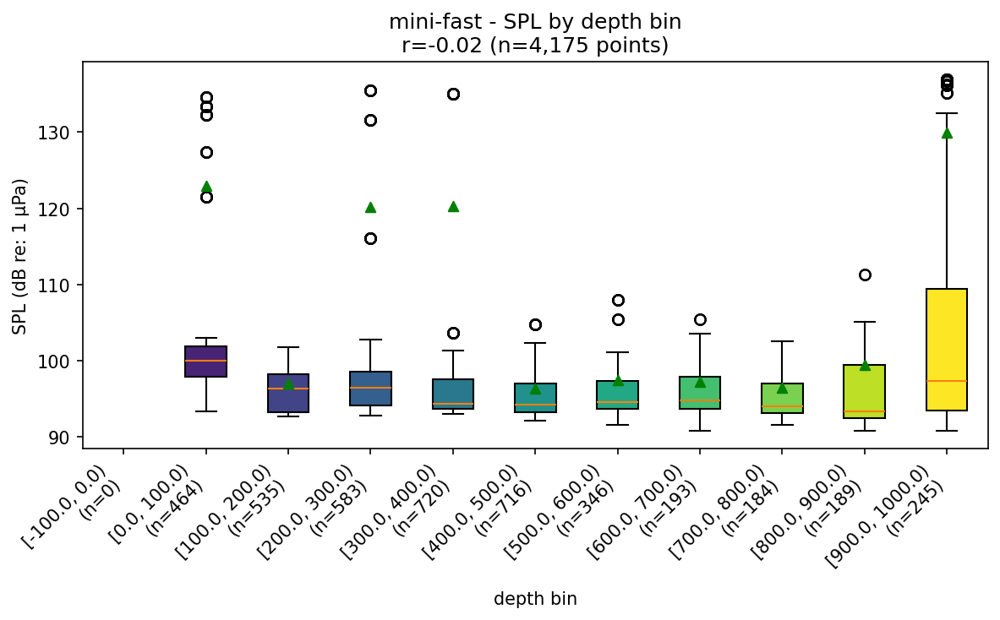 mini-fast - SPL by depth bin
r=-0.02 (n=4,175 points)
SPL (dB re: 1 µPa)
130
120
110
100
90
[-100.0, 0.0)
(n=0)
[0.0, 100.0)
(n=464)
[100.0, 200.0)
(n=535)
[200.0, 300.0)
(n=583)
[300.0, 400.0)
(n=720)
[400.0, 500.0)
(n=716)
[500.0, 600.0)
(n=346)
[600.0, 700.0)
(n=193)
[700.0, 800.0)
(n=184)
[800.0, 900.0)
(n=189)
[900.0, 1000.0)
(n=245)
depth bin